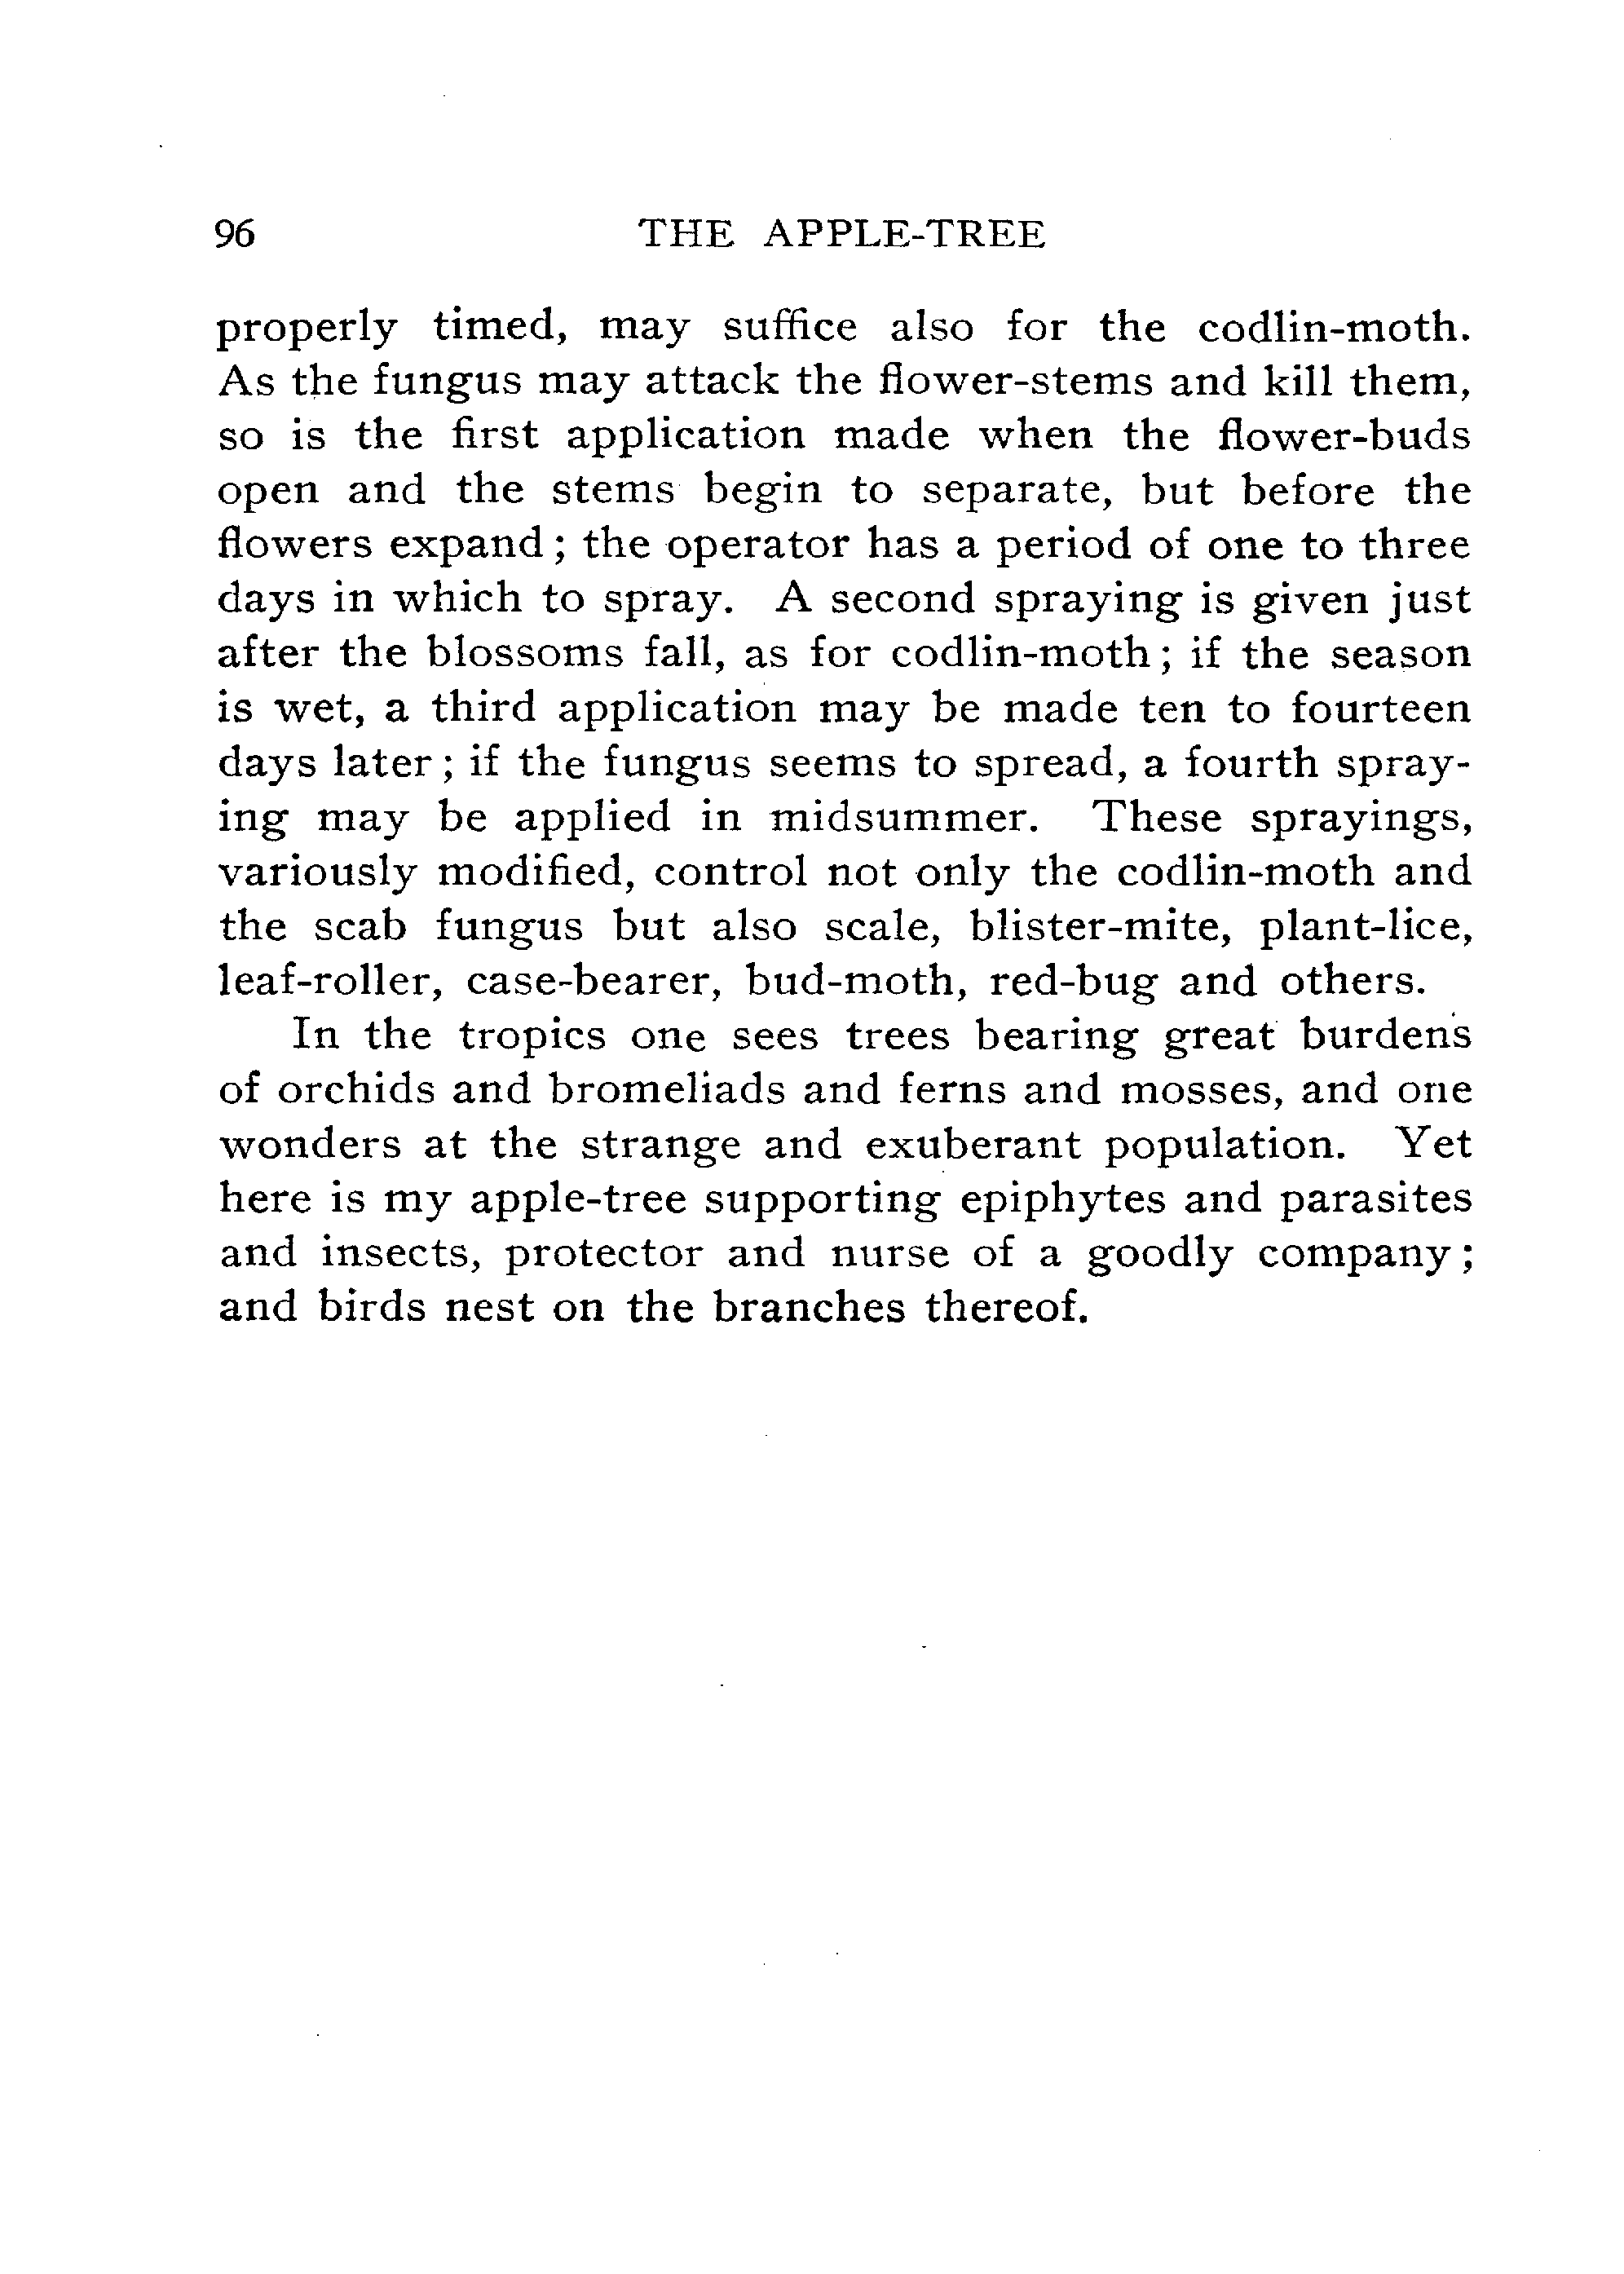 96 THE APPLE-TREE
properly timed, may suffice also for the codlin-moth.
As the fungus may attack the flower-stems and kill them,
so is the first application made when the flower-buds
open and the stems begin to separate, but before the
flowers expand; the operator has a period of one to three
days in which to spray. A second spraying is given just
after the blossoms fall, as for codlin-moth; if the season
is wet, a third application may be made ten to fourteen
days later; if the fungus seems to spread, a fourth spray-
ing may be applied in midsummer. These sprayings,
variously modified, control not only the codlin-moth and
the scab fungus but also scale, blister-mite, plant-lice,
leaf-roller, case-bearer, bud-moth, red-bug and others.
In the tropics one sees trees bearing great burdens
of orchids and bromeliads and ferns and mosses, and one
wonders at the strange and exuberant population. Yet
here is my apple-tree supporting epiphytes and parasites
and insects, protector and nurse of a goodly company;
and birds nest on the branches thereof.